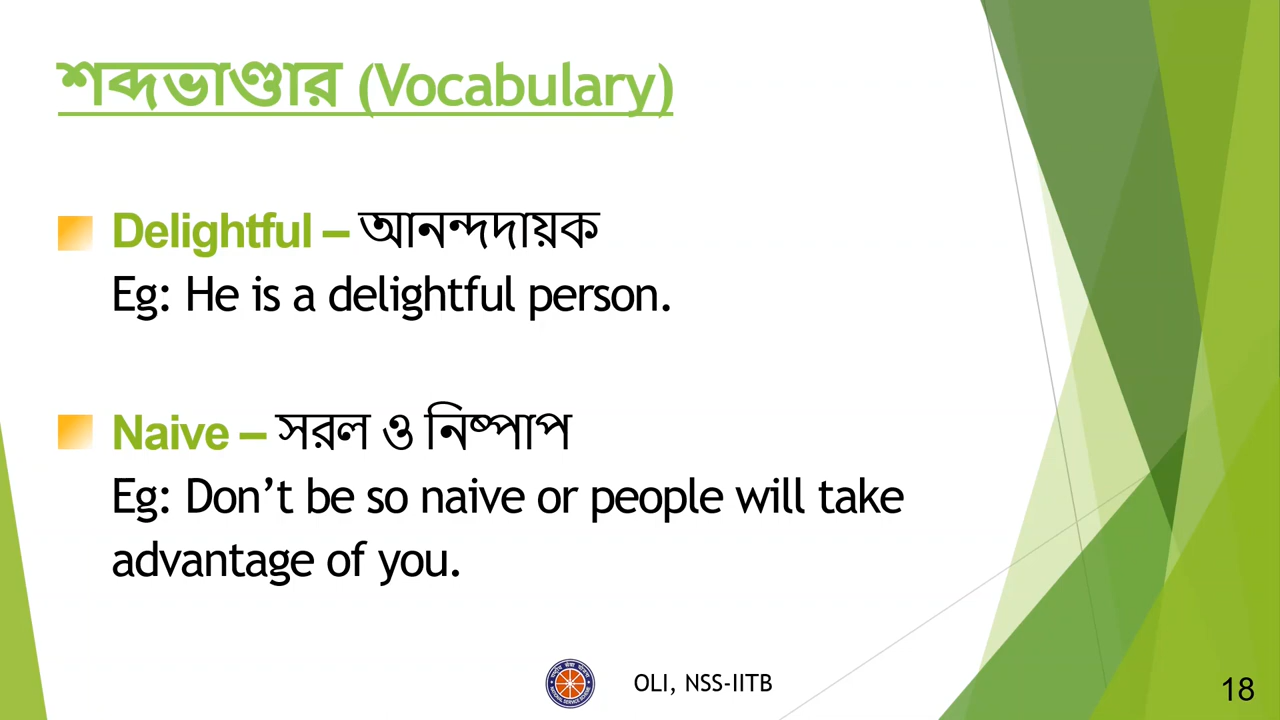 শব্দভাণ্ডার (Vocabulary)
Delightful – আনন্দদায়ক
Eg: He is a delightful person.
Naive – সরল ও নিষ্পাপ
Eg: Don’t be so naive or people will take
advantage of you.
OLI, NSS-IITB
18